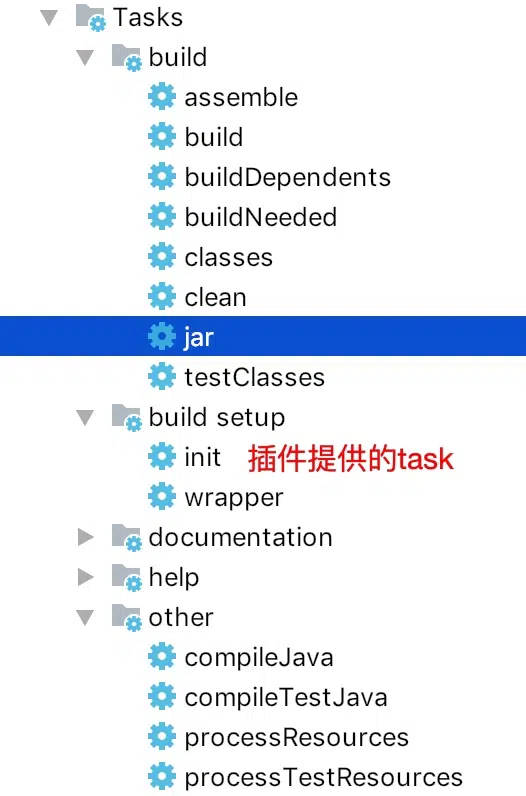 Tasks
build
assemble
build
buildDependents
buildNeeded
classes
clean
jar
testClasses
build setup
init 插件提供的task
wrapper
documentation
help
other
compileJava
compileTestJava
processResources
processTestResources